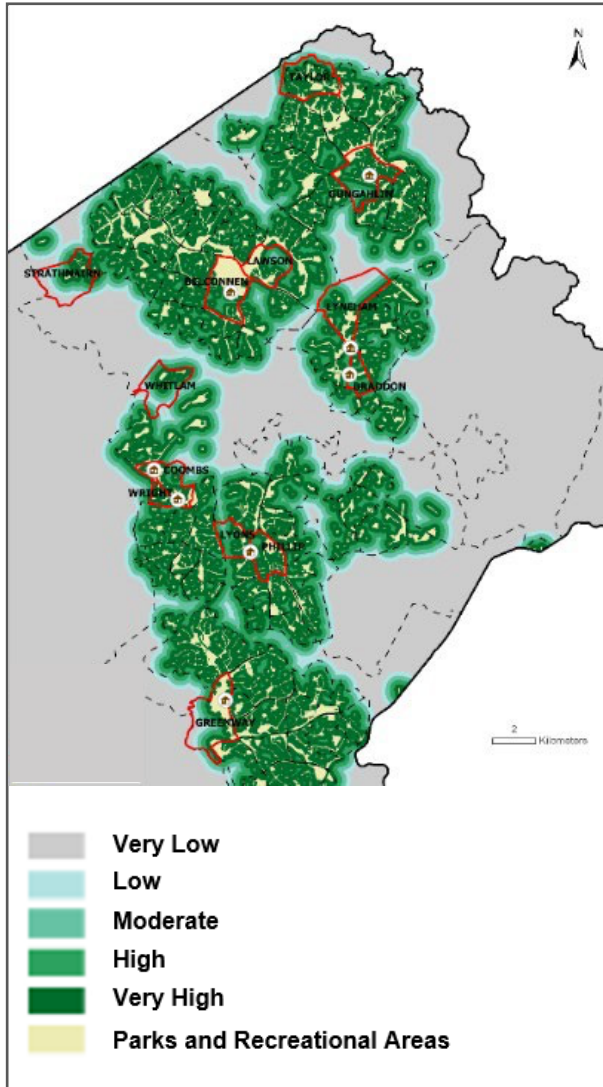 N
TAYLOR
GUNGAHLIN
LAWSON
STRATHNAIRN
BELCONNEN
LYNEHAM
WHITLAM
BRADDON
COOMBS
WRIGHT
LYONS
PHILLIP
GREENWAY
2
Kilometers
Very Low
Low
Moderate
High
Very High
Parks and Recreational Areas